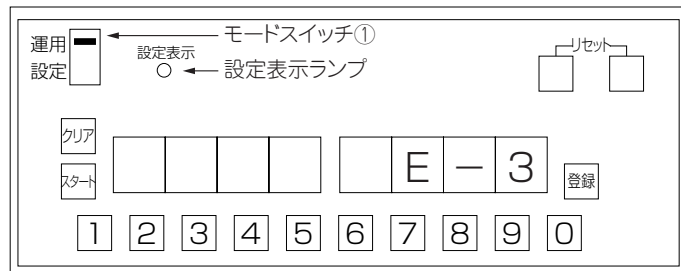 運用
設定
設定表示
モードスイッチ①
設定表示ランプ
リセット
クリア
スタート
E－3
登録
1 2 3 4 5 6 7 8 9 0